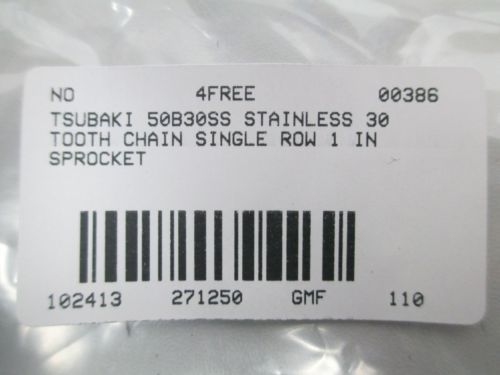 NO 4FREE 00386
TSUBAKI 50B30SS STAINLESS 30
TOOTH CHAIN SINGLE ROW 1 IN
SPROCKET
102413 271250 GMF 110